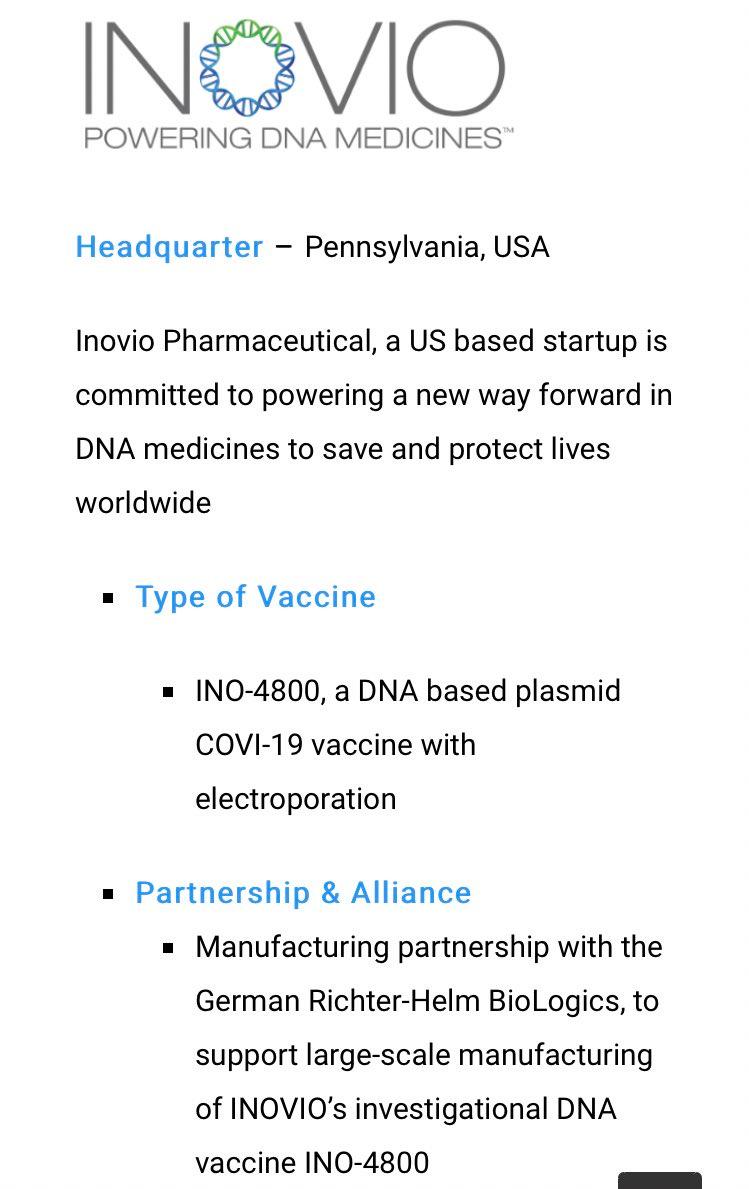 INOVIO
POWERING DNA MEDICINES™
Headquarter – Pennsylvania, USA
Inovio Pharmaceutical, a US based startup is
committed to powering a new way forward in
DNA medicines to save and protect lives
worldwide
▪ Type of Vaccine
▪ INO-4800, a DNA based plasmid
COVI-19 vaccine with
electroporation
▪ Partnership & Alliance
▪ Manufacturing partnership with the
German Richter-Helm BioLogics, to
support large-scale manufacturing
of INOVIO’s investigational DNA
vaccine INO-4800